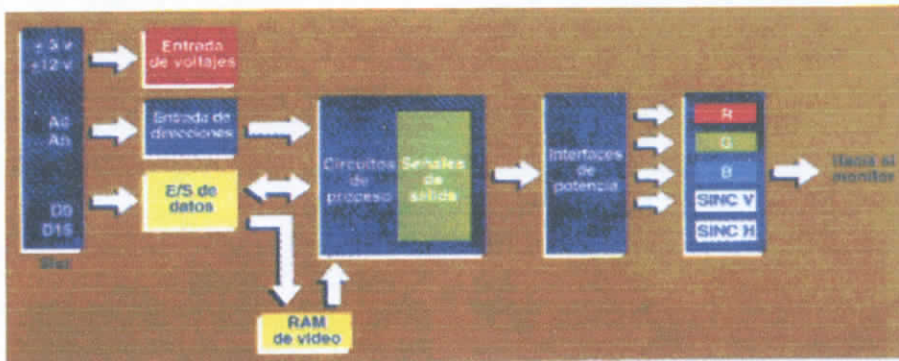 + 5 v
+12 v
A0
An
D0
D15
Slot
Entrada
de voltajes
Entrada de
direcciones
E/S de
datos
RAM
de video
Circuitos
de
proceso
Señales
de
salida
Interfaces
de
potencia
R
G
B
SINC V
SINC H
Hacia el
monitor